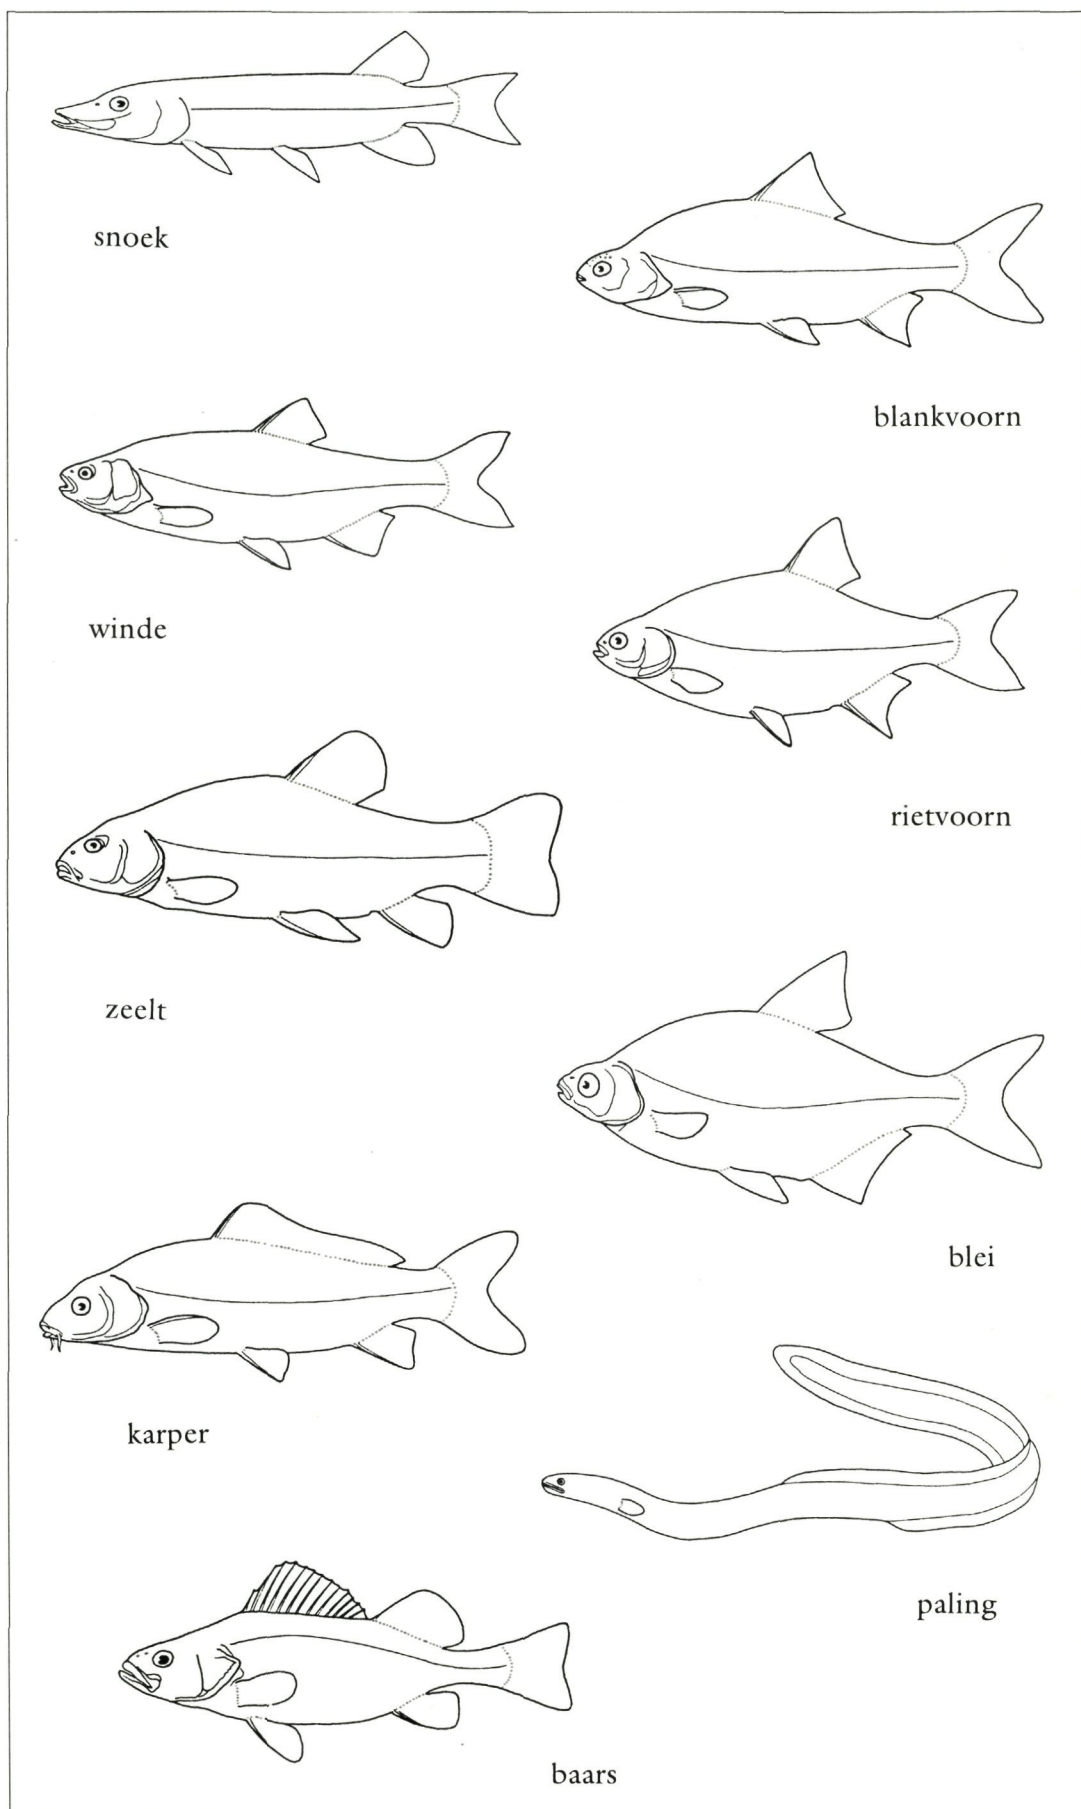 snoek
blankvoorn
winde
rietvoorn
zeelt
blei
karper
paling
baars